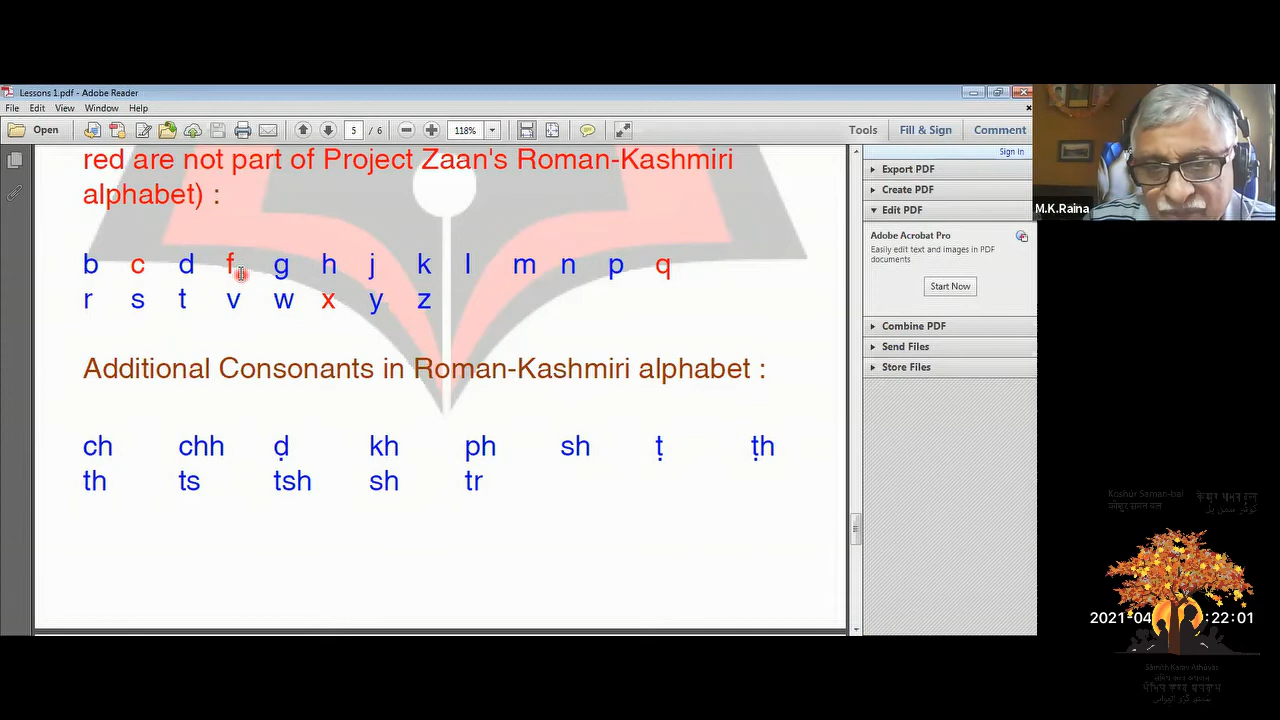 Lessons 1.pdf - Adobe Reader
File Edit View Window Help
Open 5 / 6 118% Tools Fill & Sign Comment
Sign In
red are not part of Project Zaan's Roman-Kashmiri
alphabet) :
b c d f g h j k l m n p q
r s t v w x y z
Additional Consonants in Roman-Kashmiri alphabet :
ch chh ḍ kh ph sh ṭ ṭh
th ts tsh sh tr
Export PDF
Create PDF
Edit PDF
Adobe Acrobat Pro
Easily edit text and images in PDF
documents
Start Now
Combine PDF
Send Files
Store Files
M.K.Raina
Koshur Saman-bal
2021-04 :22:01